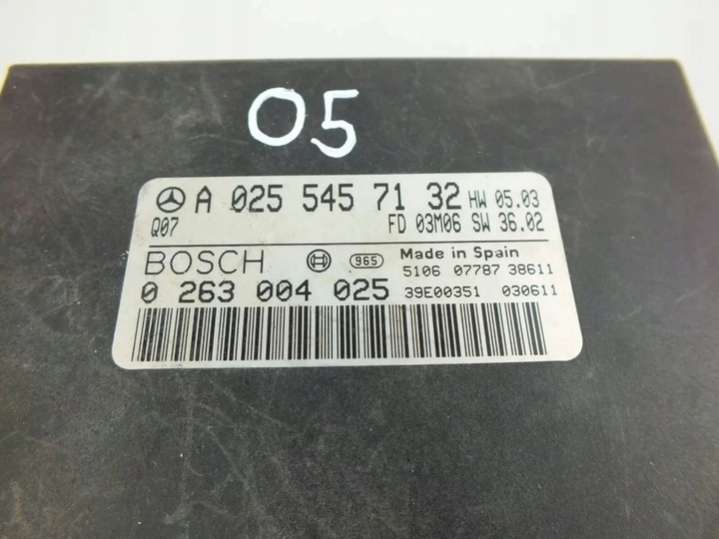 05
A 025 545 71 32 HW 05.03
Q07 FD 03M06 SW 36.02
BOSCH 965 Made in Spain
5106 07787 38611
0 263 004 025 39E00351 030611